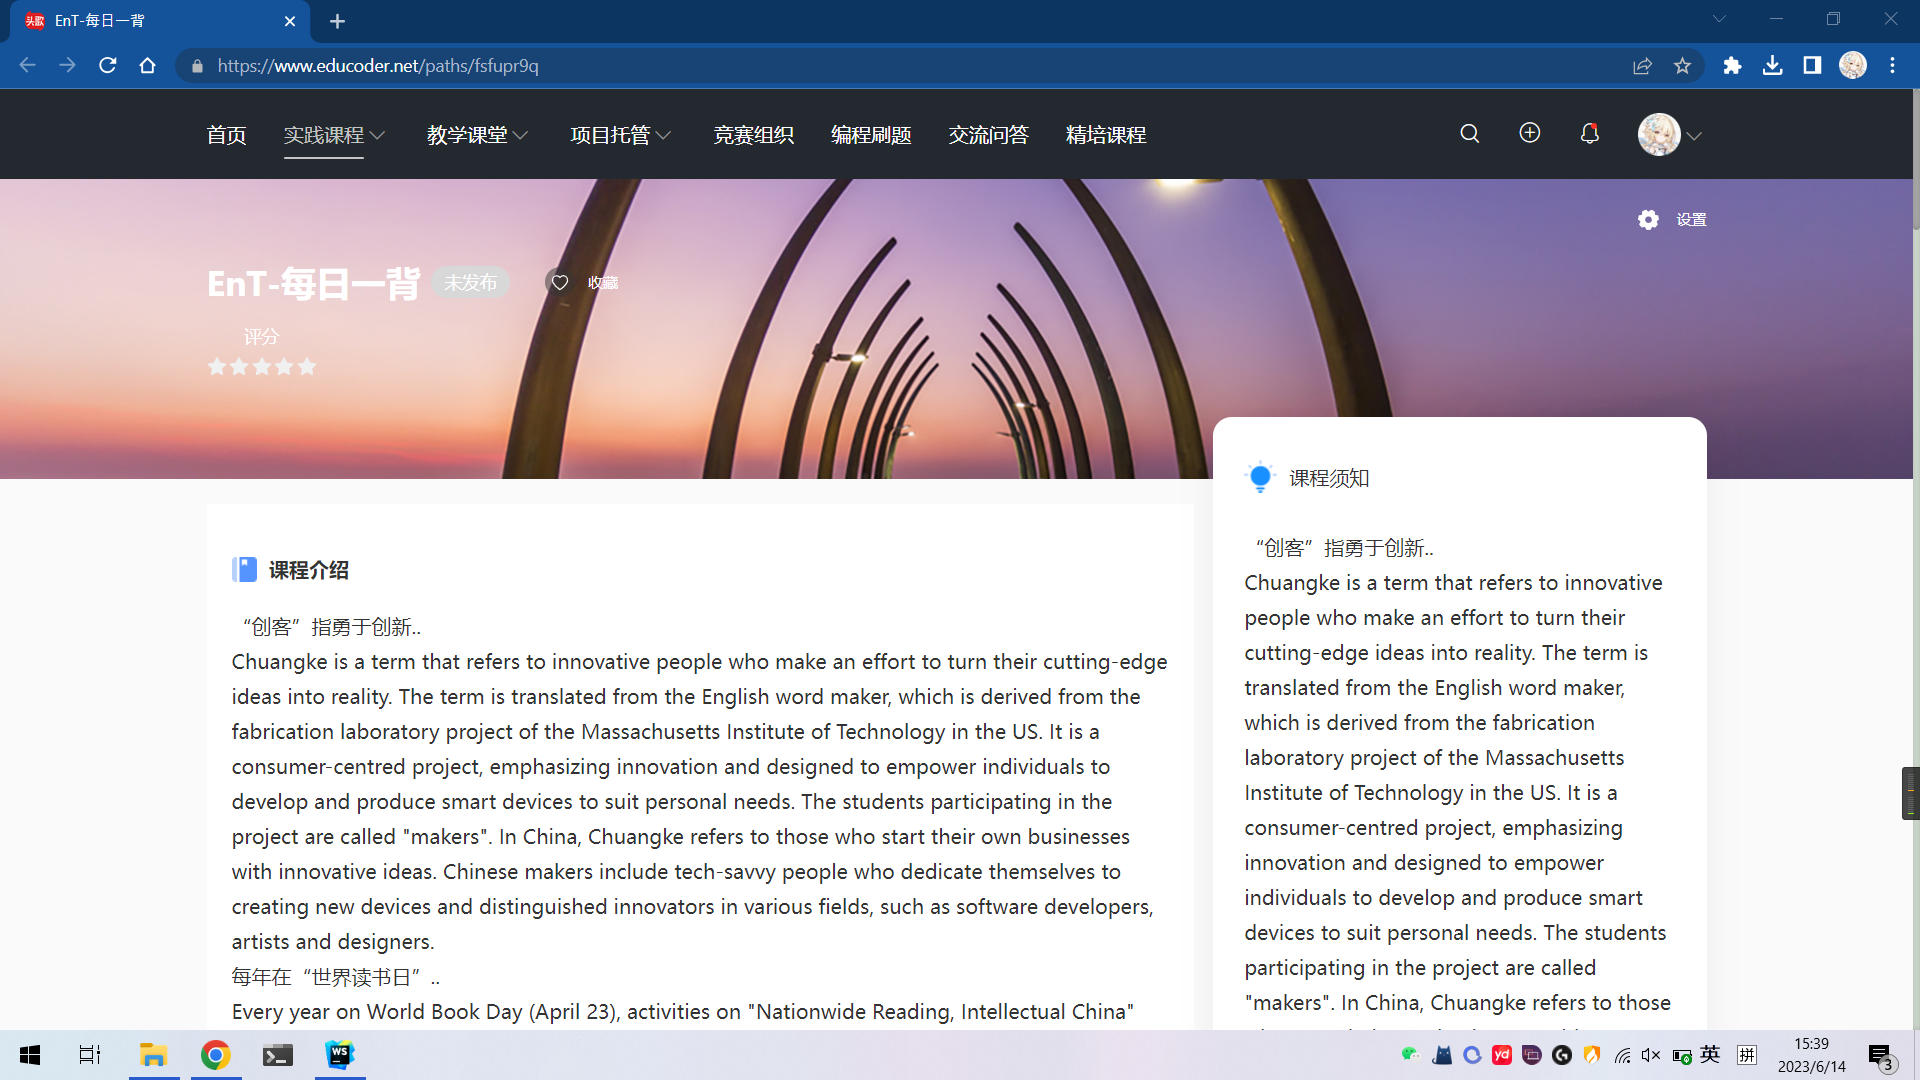 EnT-每日一背
https://www.educoder.net/paths/fsfupr9q
首页 实践课程 教学课堂 项目托管 竞赛组织 编程刷题 交流问答 精培课程
设置
EnT-每日一背 未发布 收藏
评分
课程介绍
“创客”指勇于创新..
Chuangke is a term that refers to innovative people who make an effort to turn their cutting-edge
ideas into reality. The term is translated from the English word maker, which is derived from the
fabrication laboratory project of the Massachusetts Institute of Technology in the US. It is a
consumer-centred project, emphasizing innovation and designed to empower individuals to
develop and produce smart devices to suit personal needs. The students participating in the
project are called "makers". In China, Chuangke refers to those who start their own businesses
with innovative ideas. Chinese makers include tech-savvy people who dedicate themselves to
creating new devices and distinguished innovators in various fields, such as software developers,
artists and designers.
每年在“世界读书日”..
Every year on World Book Day (April 23), activities on "Nationwide Reading, Intellectual China"
课程须知
“创客”指勇于创新..
Chuangke is a term that refers to innovative
people who make an effort to turn their
cutting-edge ideas into reality. The term is
translated from the English word maker,
which is derived from the fabrication
laboratory project of the Massachusetts
Institute of Technology in the US. It is a
consumer-centred project, emphasizing
innovation and designed to empower
individuals to develop and produce smart
devices to suit personal needs. The students
participating in the project are called
"makers". In China, Chuangke refers to those
WS
yd
英
拼
15:39
2023/6/14
3